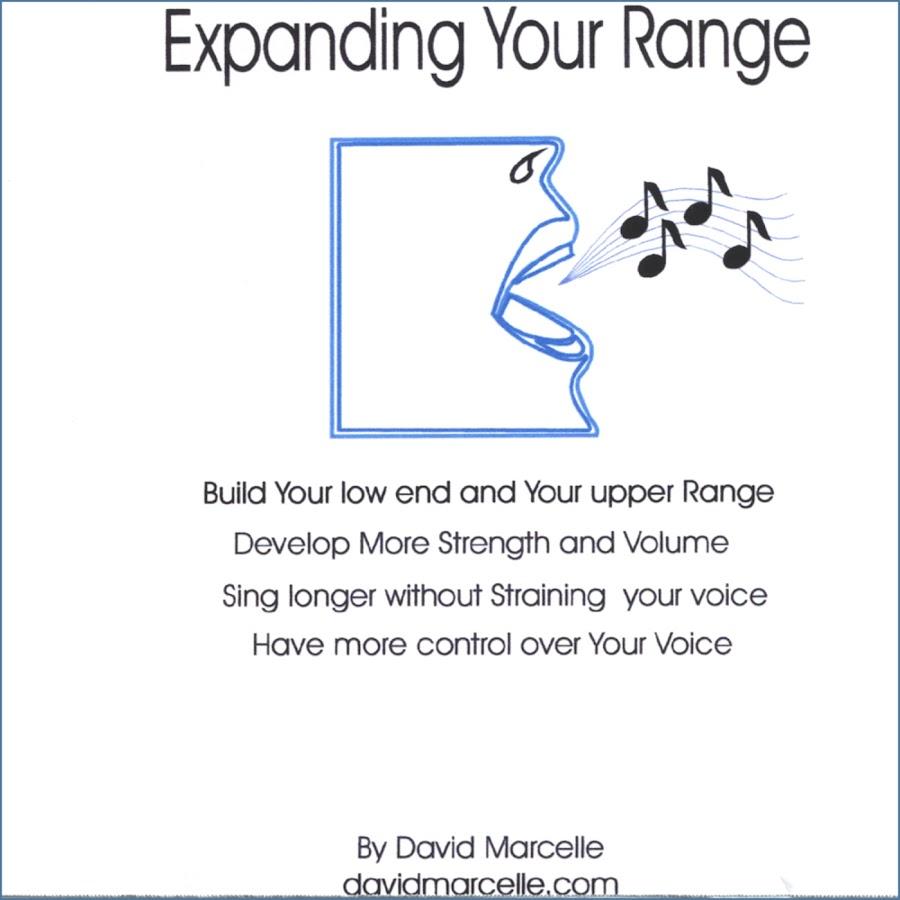 Expanding Your Range
Build Your low end and Your upper Range
Develop More Strength and Volume
Sing longer without Straining your voice
Have more control over Your Voice
By David Marcelle
davidmarcelle.com